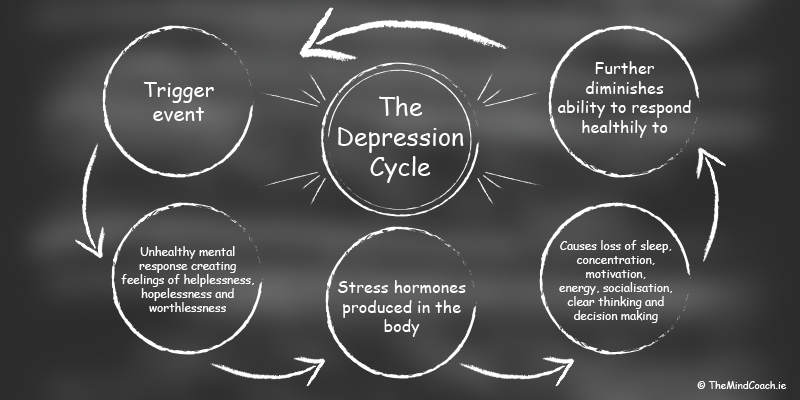 The
Depression
Cycle
Trigger
event
Unhealthy mental
response creating
feelings of helplessness,
hopelessness and
worthlessness
Stress hormones
produced in the
body
Causes loss of sleep,
concentration,
motivation,
energy, socialisation,
clear thinking and
decision making
Further
diminishes
ability to respond
healthily to
© TheMindCoach.ie